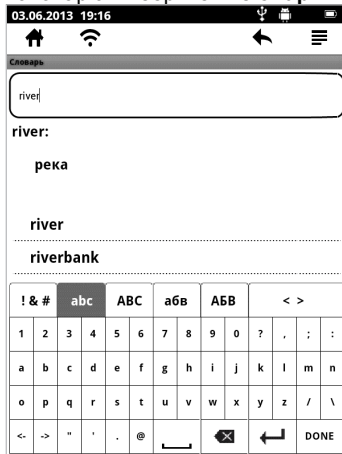 03.06.2013 19:16
Словарь
river
river:
река
river
riverbank
! & # abc ABC абв АБВ < >
1 2 3 4 5 6 7 8 9 0 ? , ; :
a b c d e f g h i j k l m n
o p q r s t u v w x y z / \
<- -> " ' . @ DONE